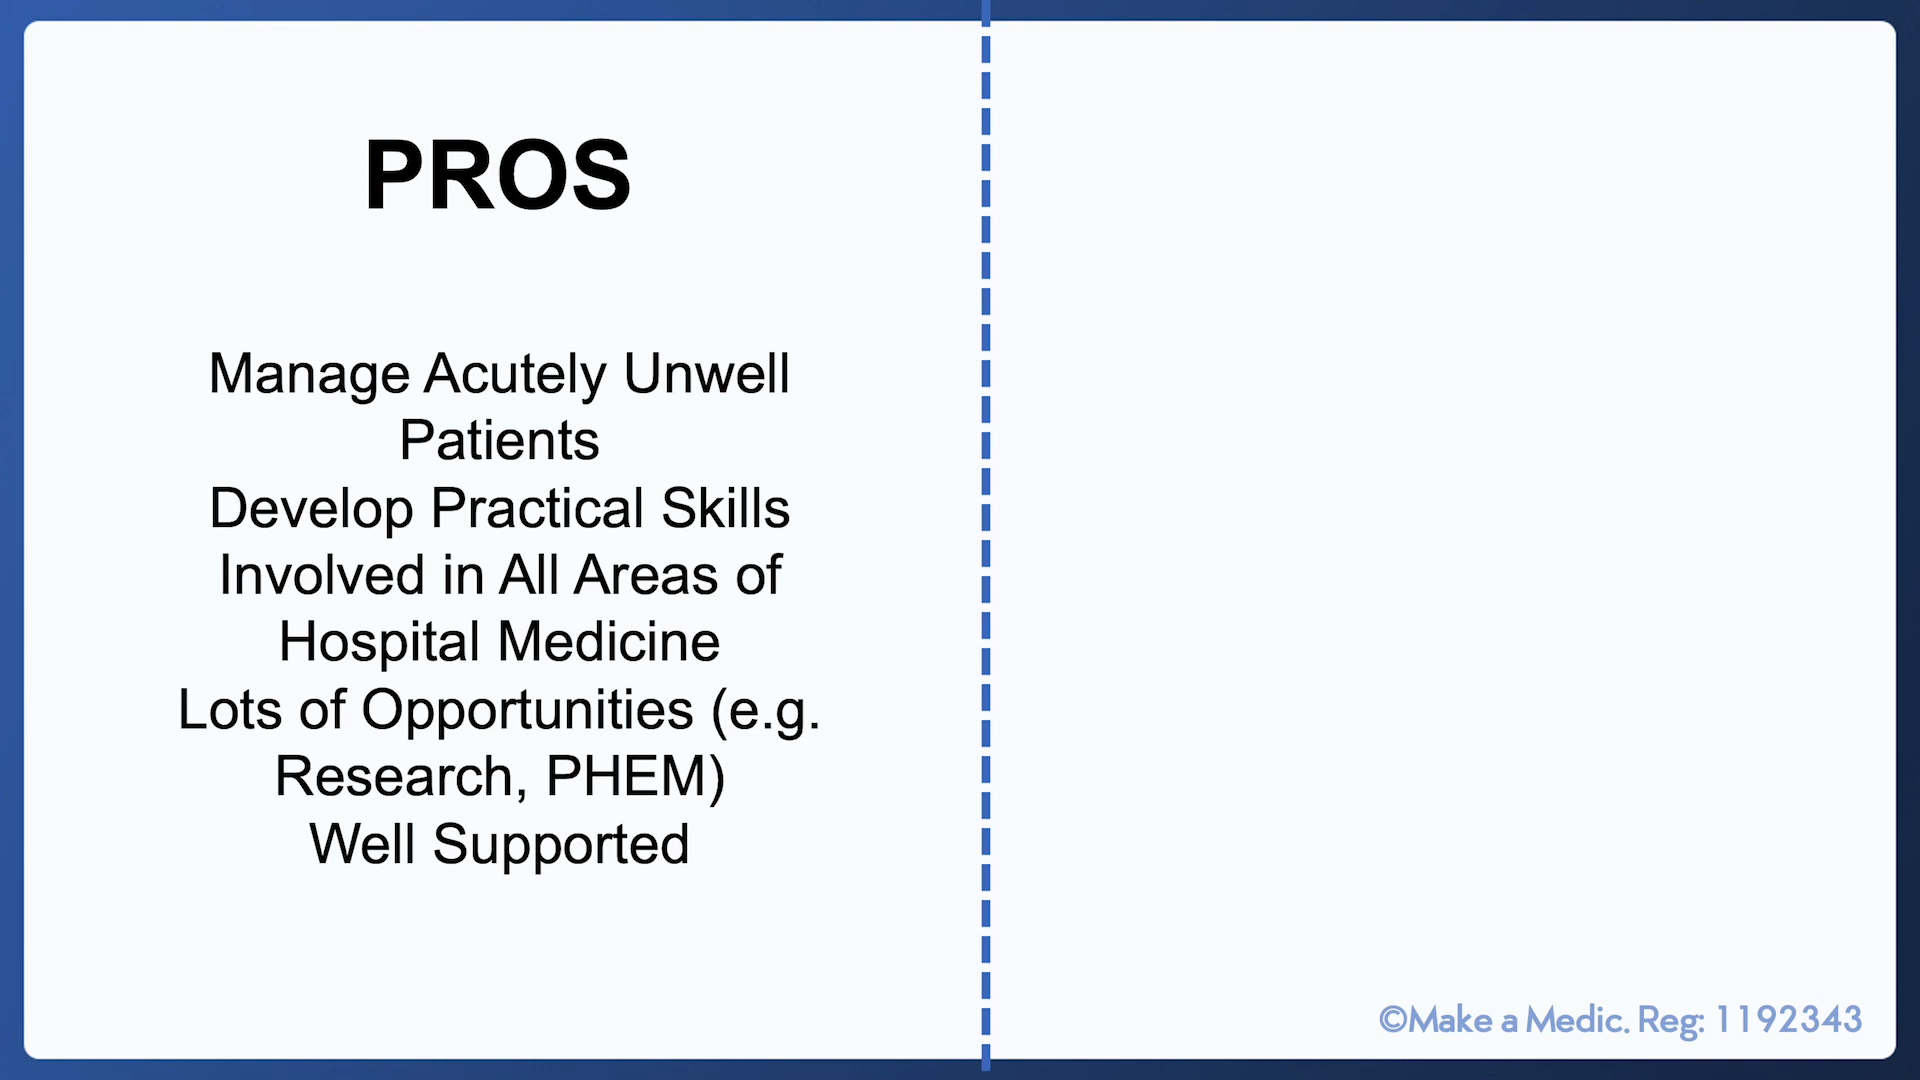 PROS
Manage Acutely Unwell
Patients
Develop Practical Skills
Involved in All Areas of
Hospital Medicine
Lots of Opportunities (e.g.
Research, PHEM)
Well Supported
©Make a Medic. Reg: 1192343